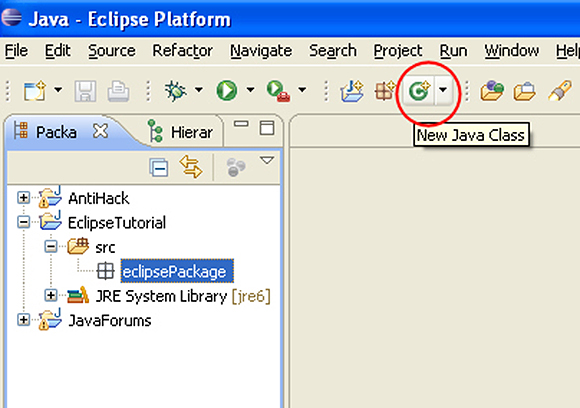 Java - Eclipse Platform
File Edit Source Refactor Navigate Search Project Run Window Hel
New Java Class
Packa Hierar
AntiHack
EclipseTutorial
src
eclipsePackage
JRE System Library [jre6]
JavaForums